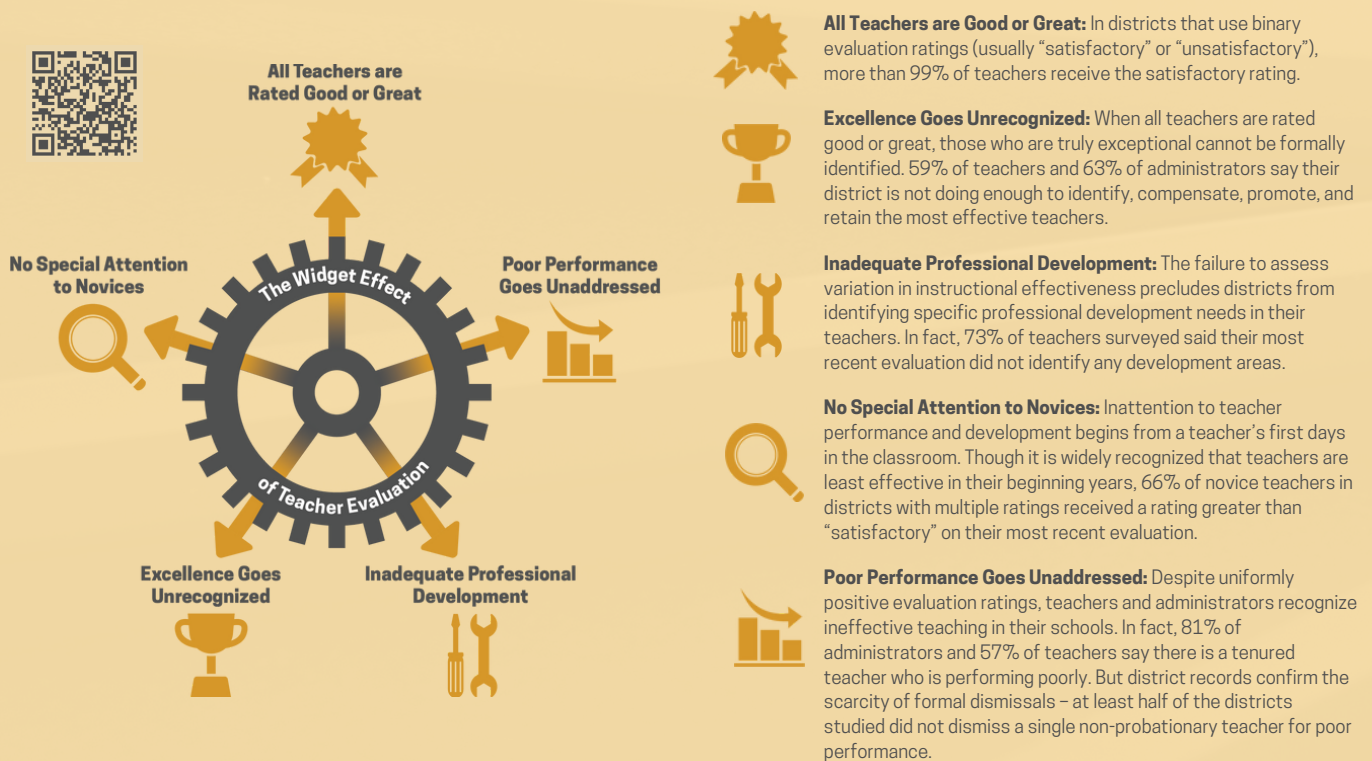 All Teachers are
Rated Good or Great
No Special Attention
to Novices
Poor Performance
Goes Unaddressed
The Widget Effect
of Teacher Evaluation
Excellence Goes
Unrecognized
Inadequate Professional
Development
All Teachers are Good or Great: In districts that use binary
evaluation ratings (usually “satisfactory” or “unsatisfactory”),
more than 99% of teachers receive the satisfactory rating.
Excellence Goes Unrecognized: When all teachers are rated
good or great, those who are truly exceptional cannot be formally
identified. 59% of teachers and 63% of administrators say their
district is not doing enough to identify, compensate, promote, and
retain the most effective teachers.
Inadequate Professional Development: The failure to assess
variation in instructional effectiveness precludes districts from
identifying specific professional development needs in their
teachers. In fact, 73% of teachers surveyed said their most
recent evaluation did not identify any development areas.
No Special Attention to Novices: Inattention to teacher
performance and development begins from a teacher’s first days
in the classroom. Though it is widely recognized that teachers are
least effective in their beginning years, 66% of novice teachers in
districts with multiple ratings received a rating greater than
“satisfactory” on their most recent evaluation.
Poor Performance Goes Unaddressed: Despite uniformly
positive evaluation ratings, teachers and administrators recognize
ineffective teaching in their schools. In fact, 81% of
administrators and 57% of teachers say there is a tenured
teacher who is performing poorly. But district records confirm the
scarcity of formal dismissals – at least half of the districts
studied did not dismiss a single non-probationary teacher for poor
performance.